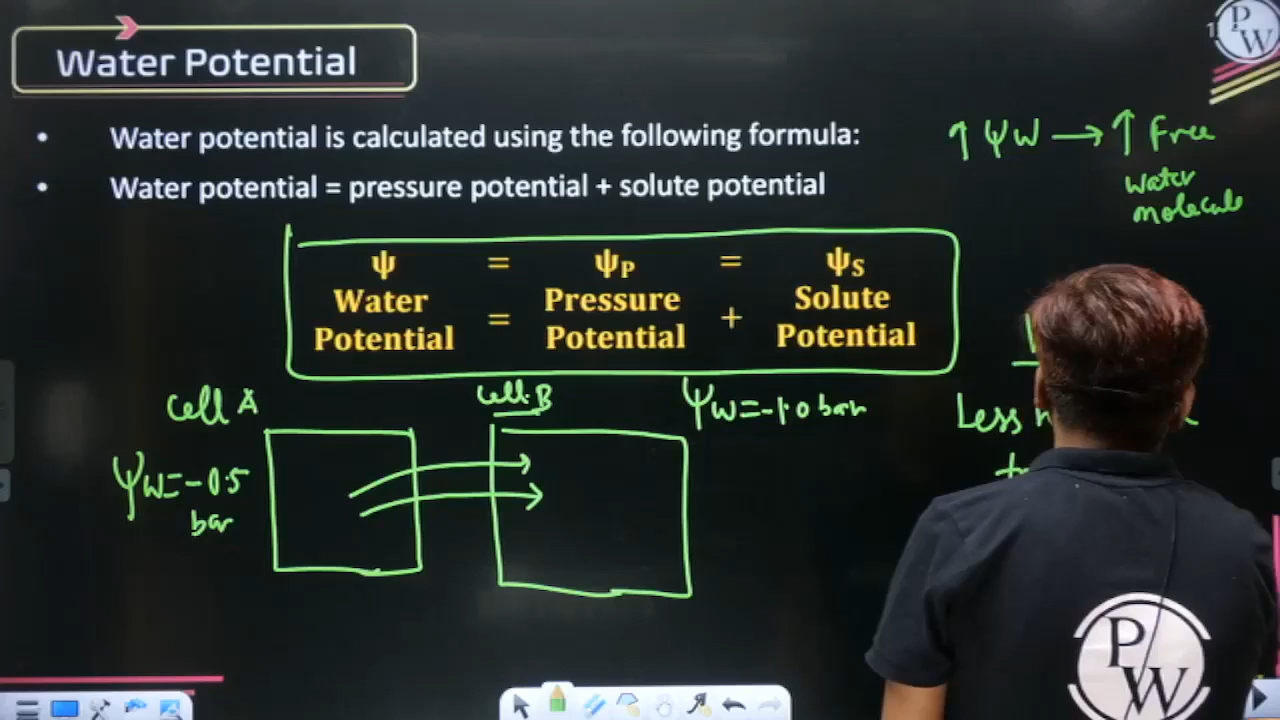 Water Potential
PW
• Water potential is calculated using the following formula:
• Water potential = pressure potential + solute potential
↑ ΨW → ↑ Free
water
molecule
ψ = ψP = ψS
Water Potential = Pressure Potential + Solute Potential
Cell A
Cell B
ΨW=-1.0 bar
ΨW=-0.5
bar
Less
PW